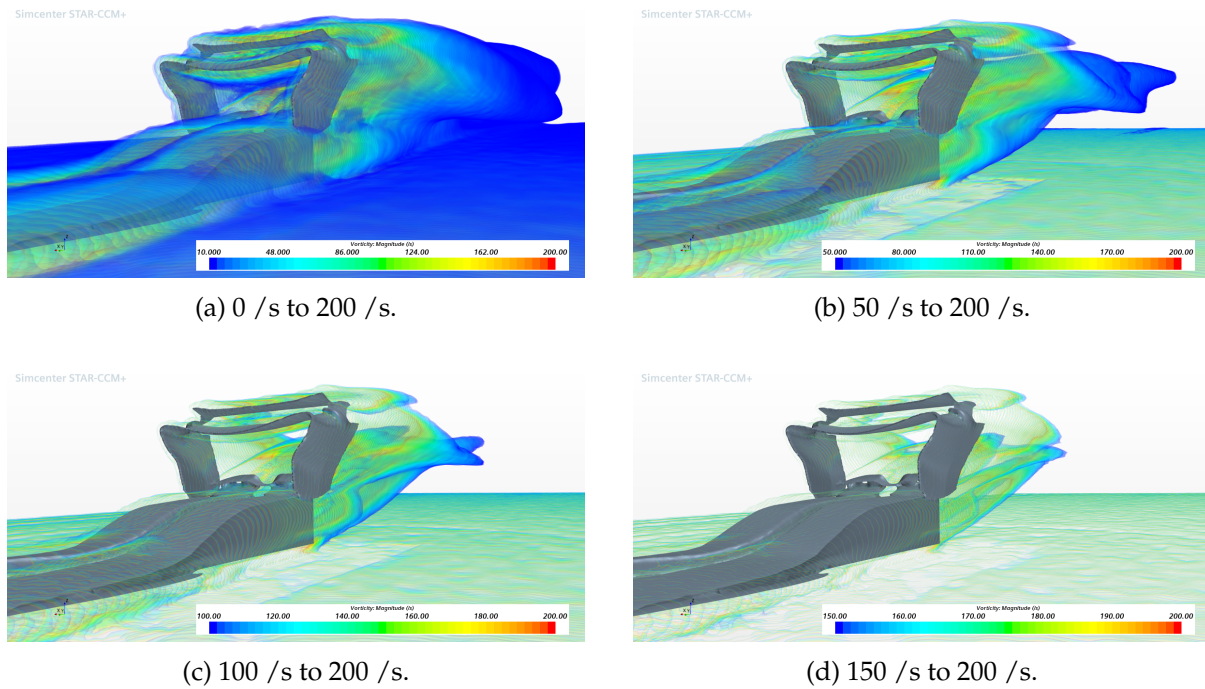 Simcenter STAR-CCM+
Simcenter STAR-CCM+
Vorticity: Magnitude (/s)
10.000 48.000 86.000 124.00 162.00 200.00
Vorticity: Magnitude (/s)
50.000 80.000 110.00 140.00 170.00 200.00
(a) 0 /s to 200 /s.
(b) 50 /s to 200 /s.
Simcenter STAR-CCM+
Simcenter STAR-CCM+
Vorticity: Magnitude (/s)
100.00 120.00 140.00 160.00 180.00 200.00
Vorticity: Magnitude (/s)
150.00 160.00 170.00 180.00 190.00 200.00
(c) 100 /s to 200 /s.
(d) 150 /s to 200 /s.